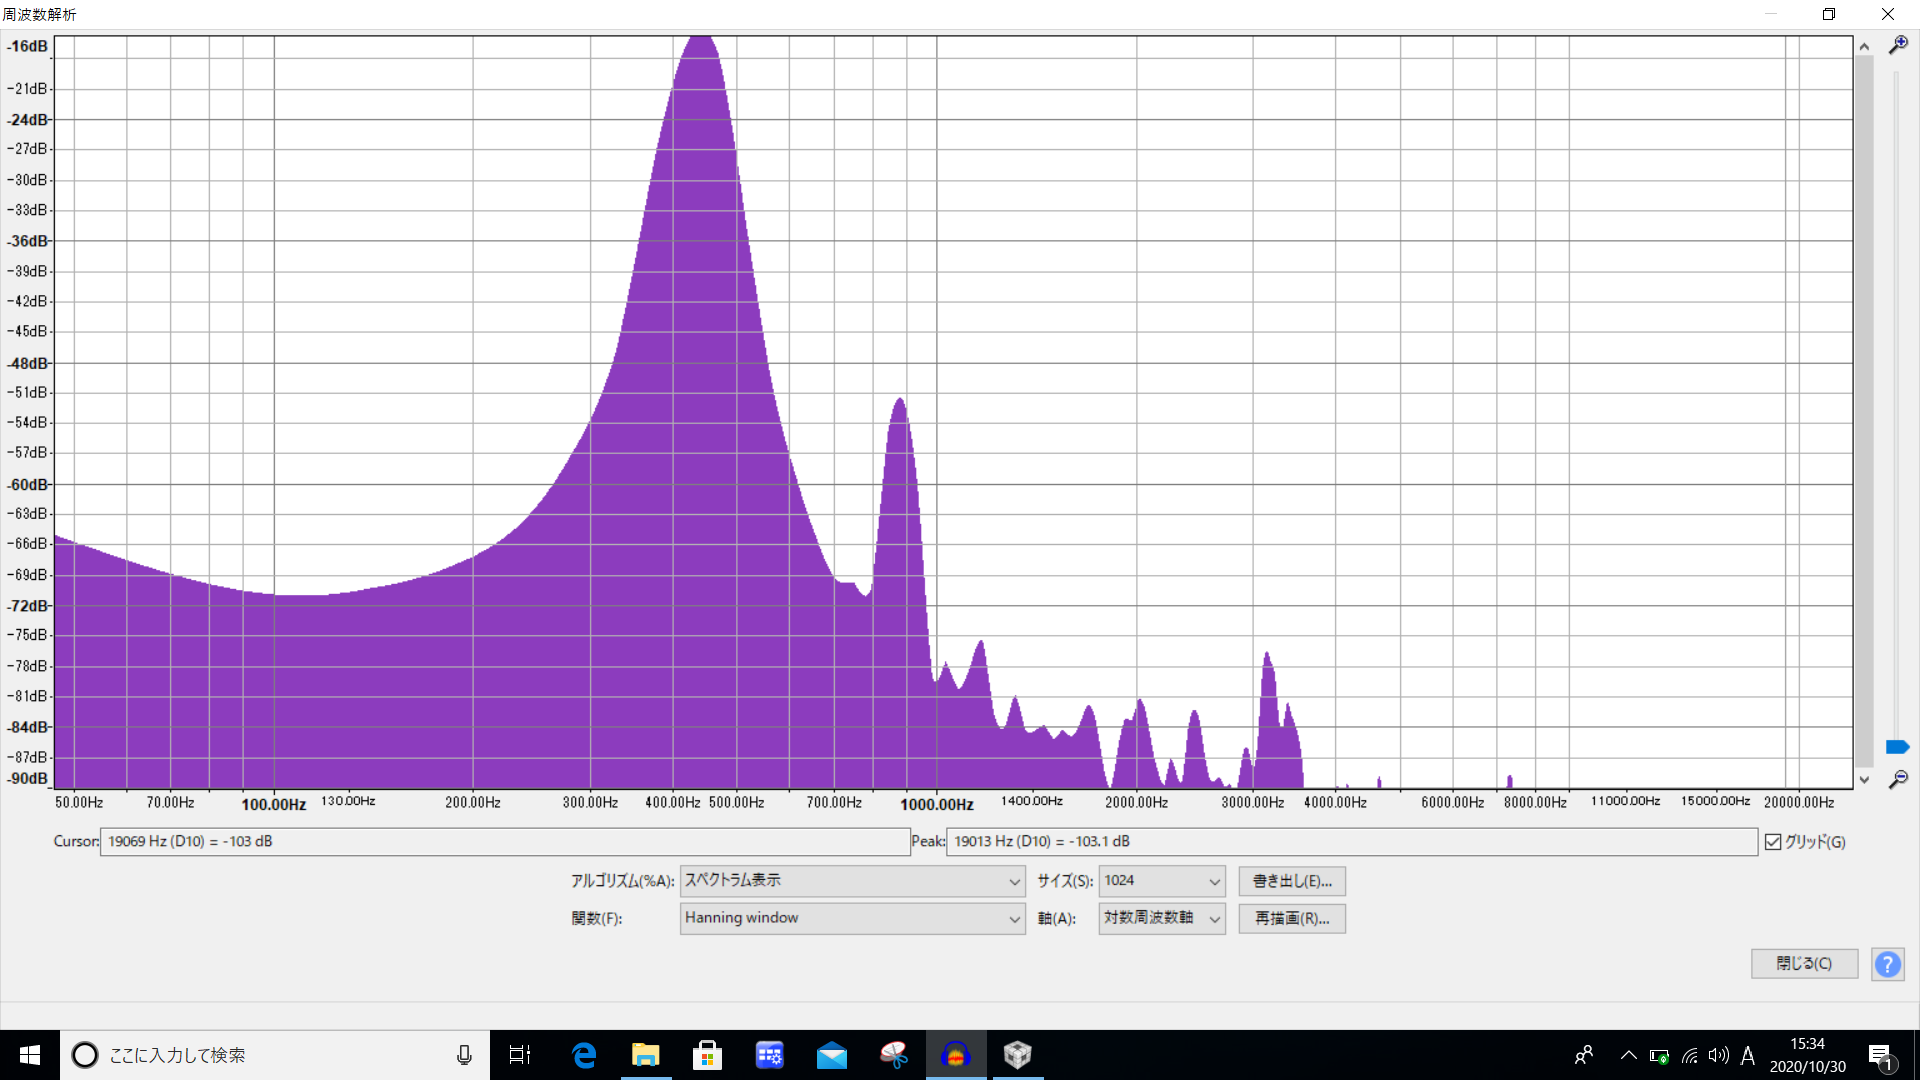 周波数解析
-16dB
-21dB
-24dB
-27dB
-30dB
-33dB
-36dB
-39dB
-42dB
-45dB
-48dB
-51dB
-54dB
-57dB
-60dB
-63dB
-66dB
-69dB
-72dB
-75dB
-78dB
-81dB
-84dB
-87dB
-90dB
50.00Hz 70.00Hz 100.00Hz 130.00Hz 200.00Hz 300.00Hz 400.00Hz 500.00Hz 700.00Hz 1000.00Hz 1400.00Hz 2000.00Hz 3000.00Hz 4000.00Hz 6000.00Hz 8000.00Hz 11000.00Hz 15000.00Hz 20000.00Hz
Cursor: 19069 Hz (D10) = -103 dB Peak: 19013 Hz (D10) = -103.1 dB グリッド(G)
アルゴリズム(%A): スペクトラム表示 サイズ(S): 1024 書き出し(E)...
関数(F): Hanning window 軸(A): 対数周波数軸 再描画(R)...
閉じる(C) ?
ここに入力して検索
A 15:34
2020/10/30 1